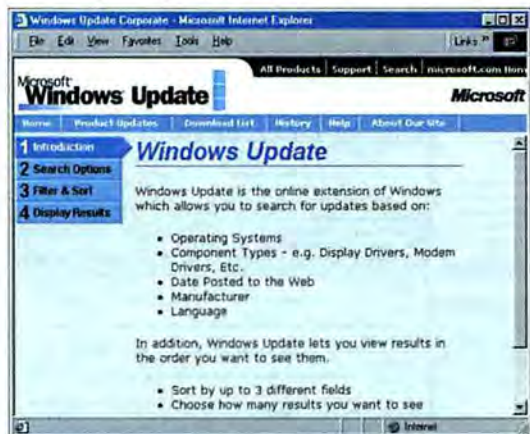 Windows Update Corporate - Microsoft Internet Explorer
File Edit View Favorites Tools Help
Links »
All Products | Support | Search | microsoft.com Hom
Microsoft
Windows Update
Microsoft
Home Product Updates Download List History Help About Our Site
1 Introduction
2 Search Options
3 Filter & Sort
4 Display Results
Windows Update
Windows Update is the online extension of Windows
which allows you to search for updates based on:
• Operating Systems
• Component Types - e.g. Display Drivers, Modem
Drivers, Etc.
• Date Posted to the Web
• Manufacturer
• Language
In addition, Windows Update lets you view results in
the order you want to see them.
• Sort by up to 3 different fields
• Choose how many results you want to see
Internet